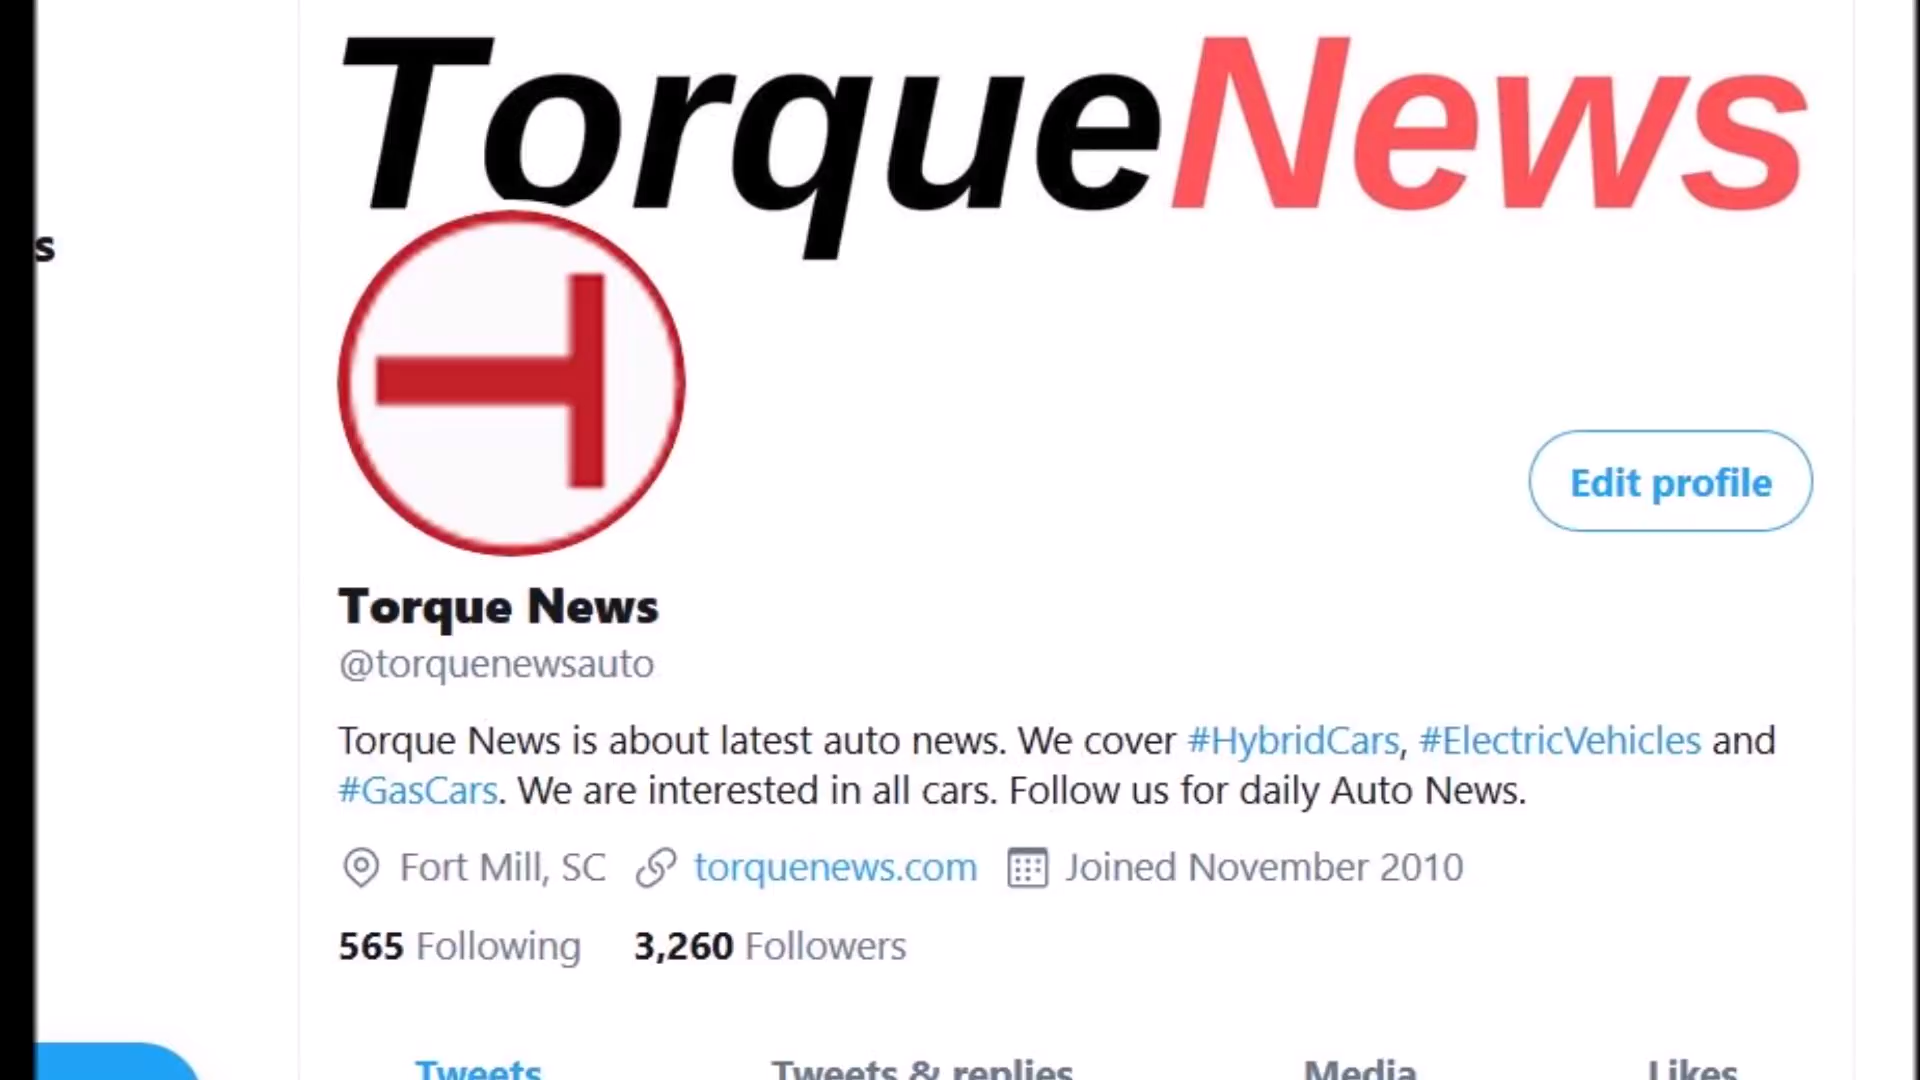 TorqueNews
s
T
Edit profile
Torque News
@torquenewsauto
Torque News is about latest auto news. We cover #HybridCars, #ElectricVehicles and
#GasCars. We are interested in all cars. Follow us for daily Auto News.
Fort Mill, SC torquenews.com Joined November 2010
565 Following 3,260 Followers
Tweets Tweets & replies Media Likes